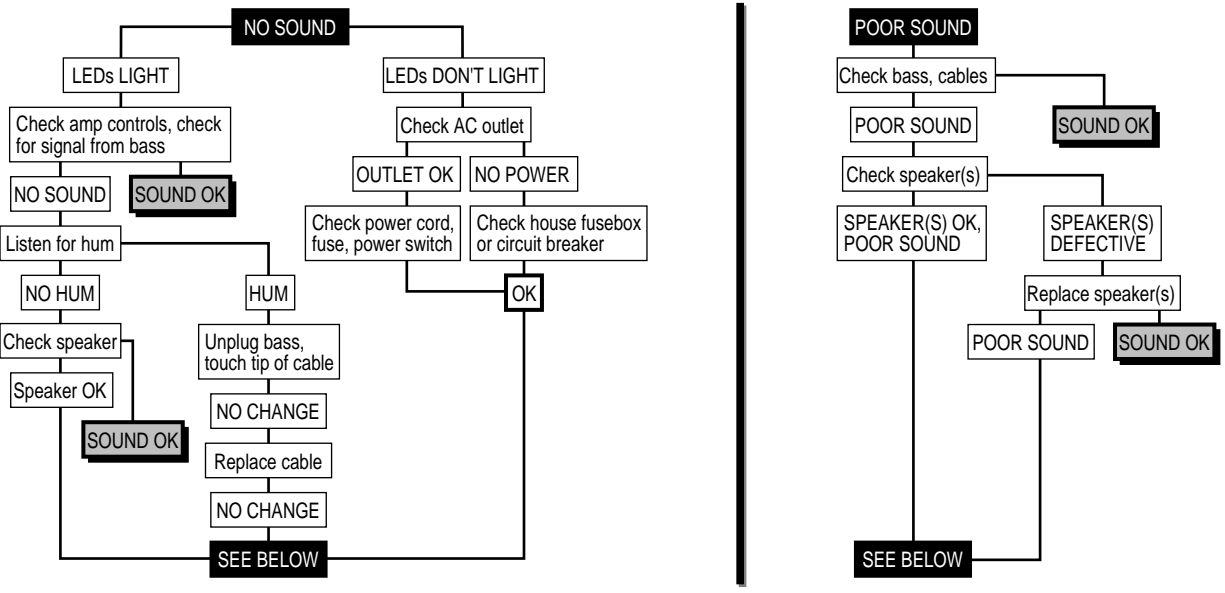 NO SOUND
LEDs LIGHT
LEDs DON'T LIGHT
Check amp controls, check
for signal from bass
Check AC outlet
NO SOUND
SOUND OK
OUTLET OK
NO POWER
Listen for hum
Check power cord,
fuse, power switch
Check house fusebox
or circuit breaker
NO HUM
HUM
OK
Check speaker
Unplug bass,
touch tip of cable
Speaker OK
NO CHANGE
SOUND OK
Replace cable
NO CHANGE
SEE BELOW
POOR SOUND
Check bass, cables
POOR SOUND
SOUND OK
Check speaker(s)
SPEAKER(S) OK,
POOR SOUND
SPEAKER(S)
DEFECTIVE
Replace speaker(s)
POOR SOUND
SOUND OK
SEE BELOW